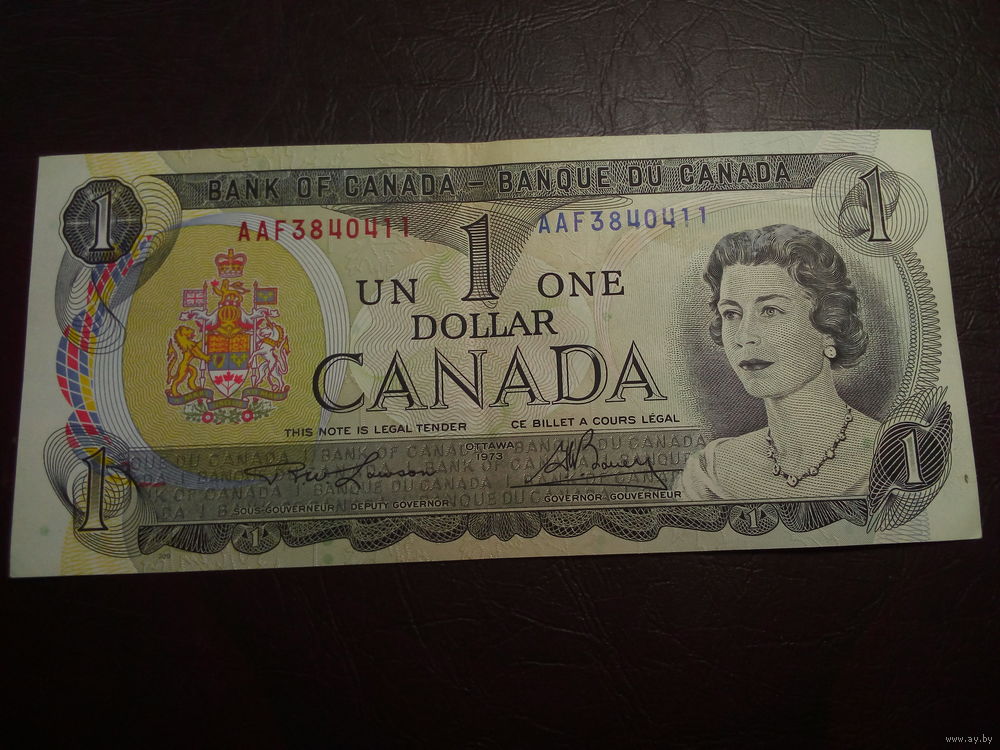 BANK OF CANADA – BANQUE DU CANADA
1 1
AAF3840411 AAF3840411
UN 1 ONE
DOLLAR
CANADA
THIS NOTE IS LEGAL TENDER CE BILLET A COURS LÉGAL
OTTAWA
1973
SOUS-GOUVERNEUR DEPUTY GOVERNOR GOVERNOR-GOUVERNEUR
1 1
1 1
www.ay.by